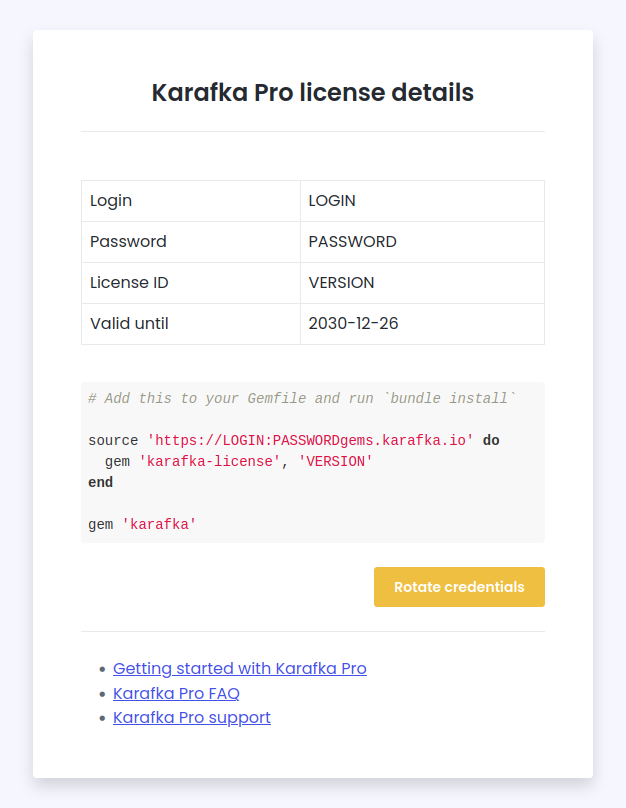 Karafka Pro license details
Login LOGIN
Password PASSWORD
License ID VERSION
Valid until 2030-12-26
# Add this to your Gemfile and run `bundle install`
source 'https://LOGIN:PASSWORDgems.karafka.io' do
  gem 'karafka-license', 'VERSION'
end
gem 'karafka'
Rotate credentials
Getting started with Karafka Pro
Karafka Pro FAQ
Karafka Pro support